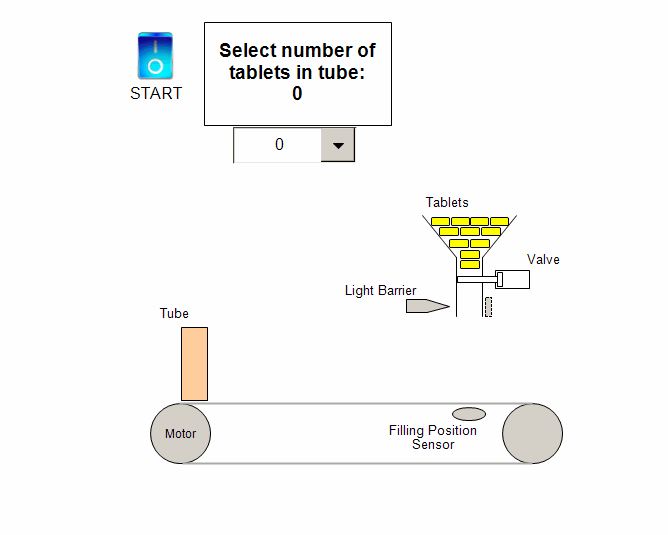 Select number of
tablets in tube:
0
START
0
Tablets
Valve
Light Barrier
Tube
Motor
Filling Position
Sensor